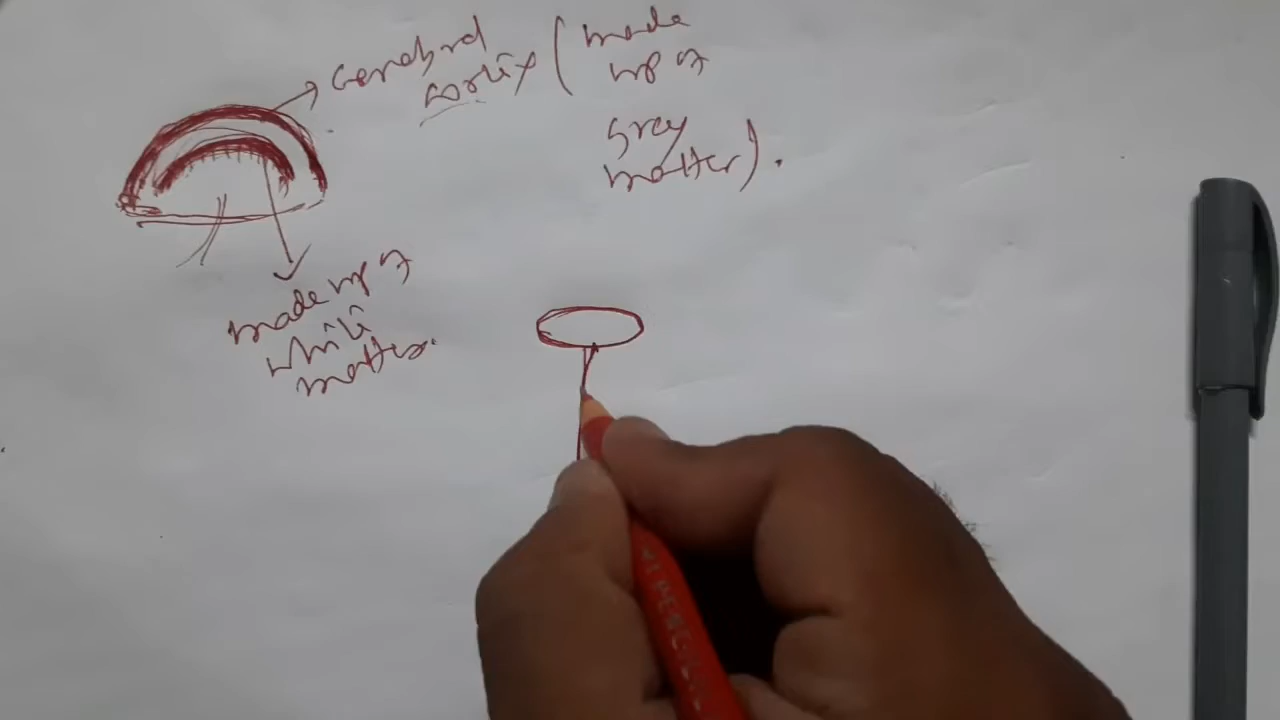 Cerebral
cortex (made
up of
grey
matter).
made up of
white
matter.